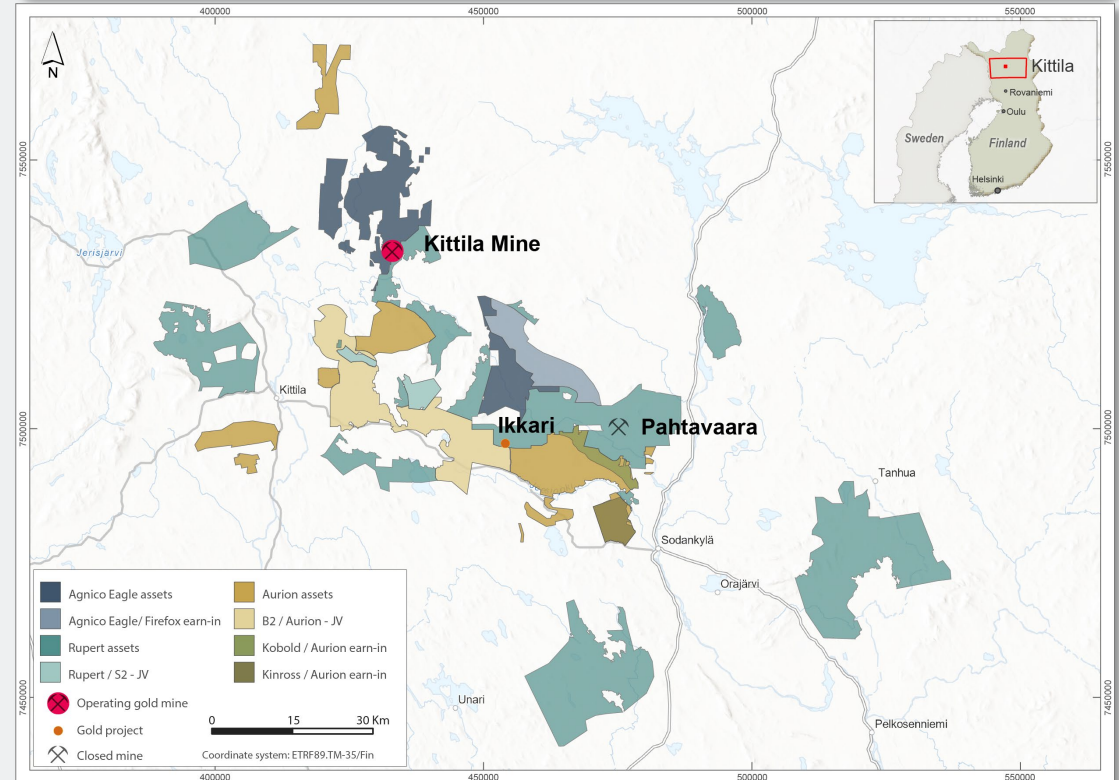 400000
450000
500000
550000
N
Kittila
Rovaniemi
Oulu
Sweden
Finland
Helsinki
7550000
7550000
Jerisjärvi
Kittila Mine
Kittila
Ikkari
Pahtavaara
7500000
7500000
Tanhua
Sodankylä
Orajärvi
Agnico Eagle assets
Agnico Eagle/ Firefox earn-in
Rupert assets
Rupert / S2 - JV
Aurion assets
B2 / Aurion - JV
Kobold / Aurion earn-in
Kinross / Aurion earn-in
Operating gold mine
Gold project
Closed mine
0 15 30 Km
Coordinate system: ETRF89.TM-35/Fin
Unari
Pelkosenniemi
7450000
7450000
400000
450000
500000
550000